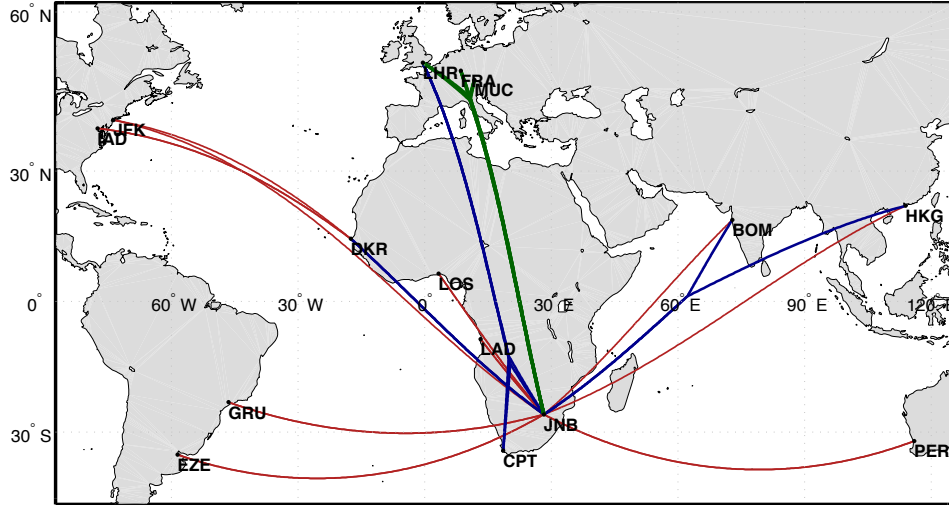 60° N
LHR
FRA
MUC
JFK
IAD
30° N
HKG
BOM
DKR
LOS
0°
60° W
30° W
0°
30° E
60° E
90° E
120° E
LAD
GRU
JNB
30° S
PER
EZE
CPT